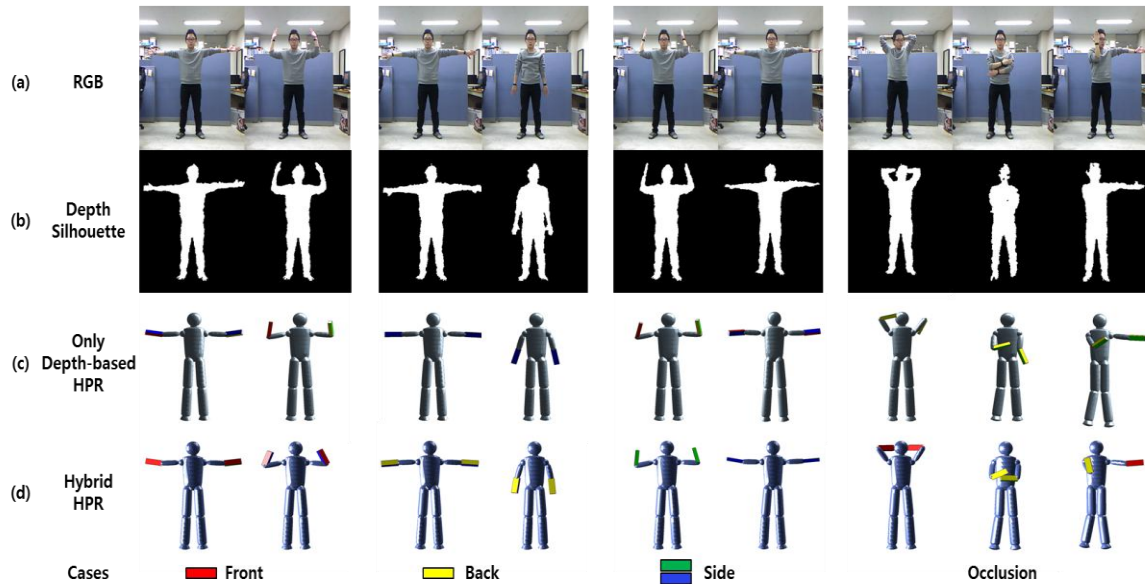 (a) RGB
(b) Depth
Silhouette
(c) Only
Depth-based
HPR
(d) Hybrid
HPR
Cases Front Back Side Occlusion